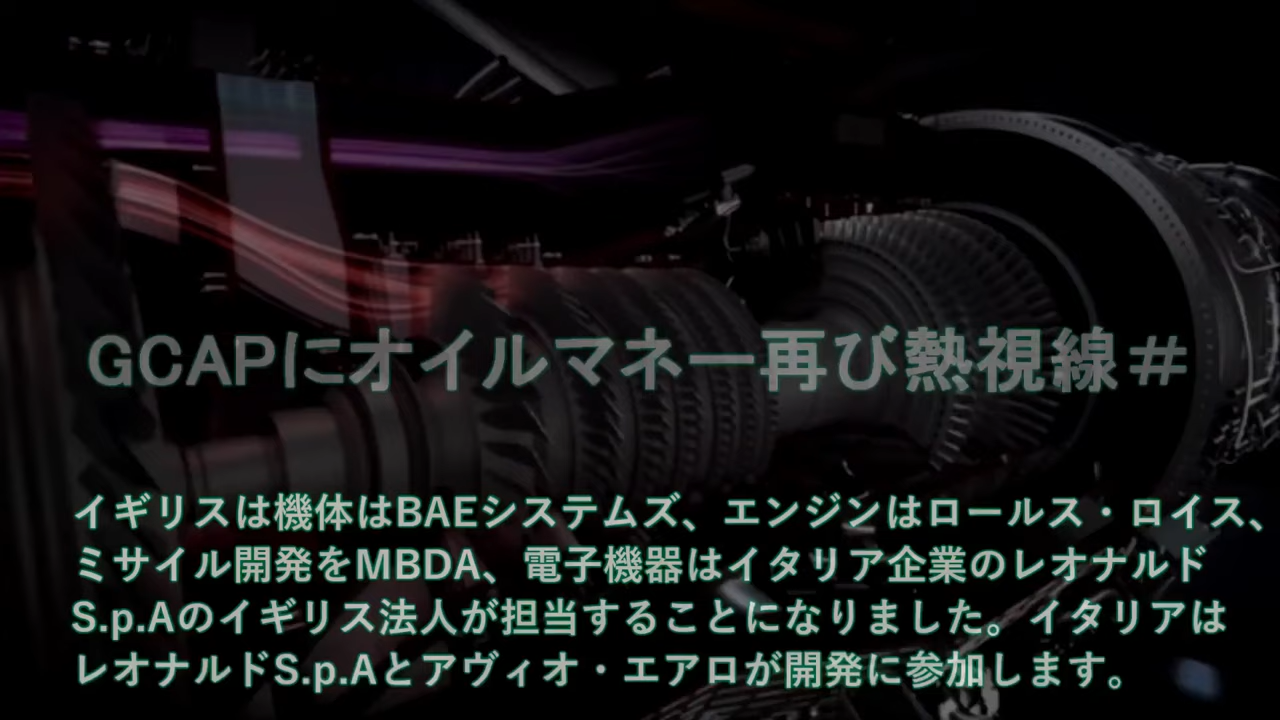 GCAPにオイルマネー再び熱視線＃
イギリスは機体はBAEシステムズ、エンジンはロールス・ロイス、
ミサイル開発をMBDA、電子機器はイタリア企業のレオナルド
S.p.Aのイギリス法人が担当することになりました。イタリアは
レオナルドS.p.Aとアヴィオ・エアロが開発に参加します。